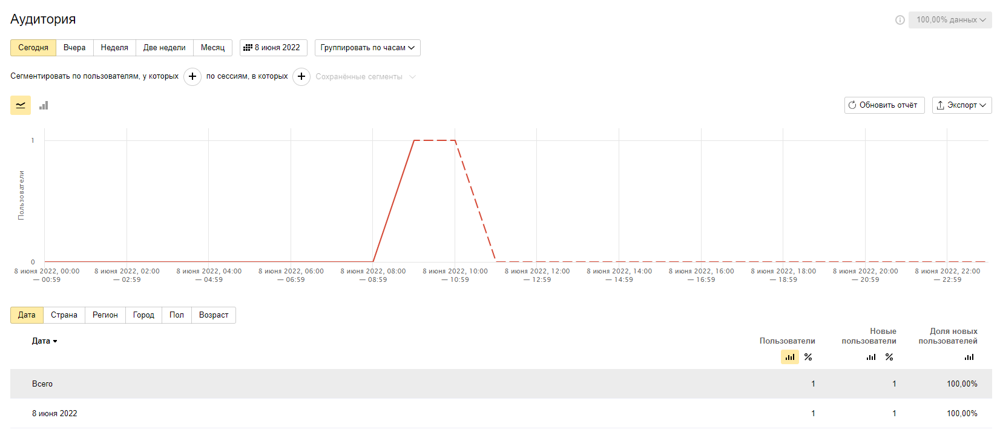 Аудитория
100,00% данных
Сегодня Вчера Неделя Две недели Месяц 8 июня 2022 Группировать по часам
Сегментировать по пользователям, у которых + по сессиям, в которых + Сохранённые сегменты
Обновить отчёт Экспорт
1
Пользователи
0
8 июня 2022, 00:00 8 июня 2022, 02:00 8 июня 2022, 04:00 8 июня 2022, 06:00 8 июня 2022, 08:00 8 июня 2022, 10:00 8 июня 2022, 12:00 8 июня 2022, 14:00 8 июня 2022, 16:00 8 июня 2022, 18:00 8 июня 2022, 20:00 8 июня 2022, 22:00
— 00:59 — 02:59 — 04:59 — 06:59 — 08:59 — 10:59 — 12:59 — 14:59 — 16:59 — 18:59 — 20:59 — 22:59
Дата Страна Регион Город Пол Возраст
Новые Доля новых
Дата Пользователи пользователи пользователей
% %
Всего 1 1 100,00%
8 июня 2022 1 1 100,00%